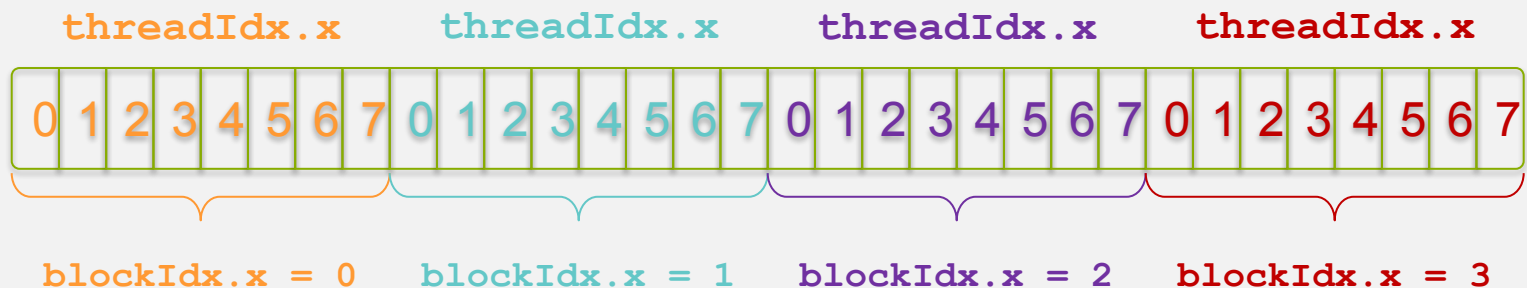 threadIdx.x threadIdx.x threadIdx.x threadIdx.x
0 1 2 3 4 5 6 7 0 1 2 3 4 5 6 7 0 1 2 3 4 5 6 7 0 1 2 3 4 5 6 7
blockIdx.x = 0 blockIdx.x = 1 blockIdx.x = 2 blockIdx.x = 3